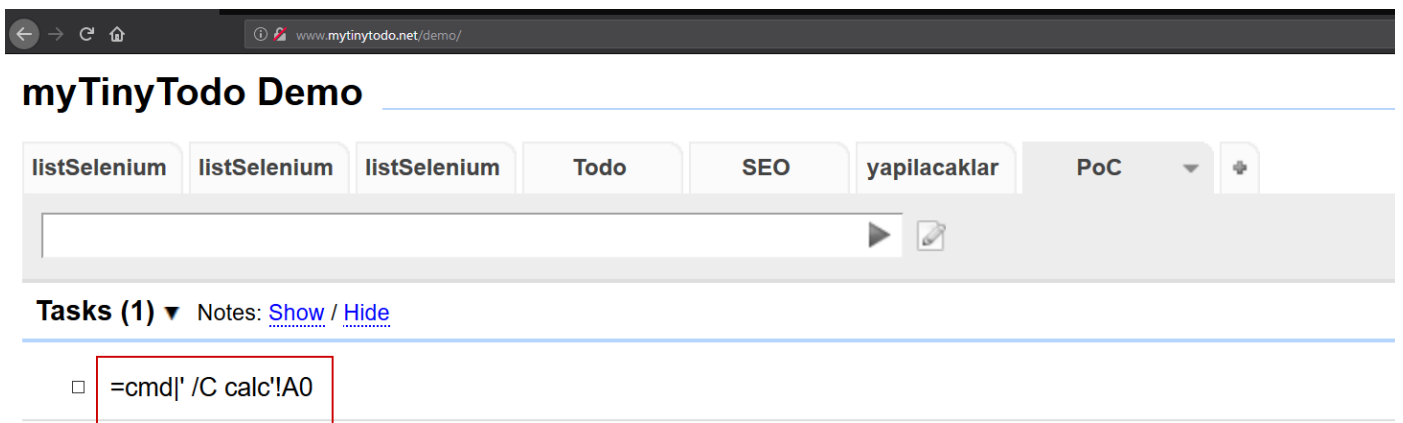 www.mytinytodo.net/demo/
myTinyTodo Demo
listSelenium listSelenium listSelenium Todo SEO yapilacaklar PoC
Tasks (1) ▼ Notes: Show / Hide
=cmd|' /C calc'!A0